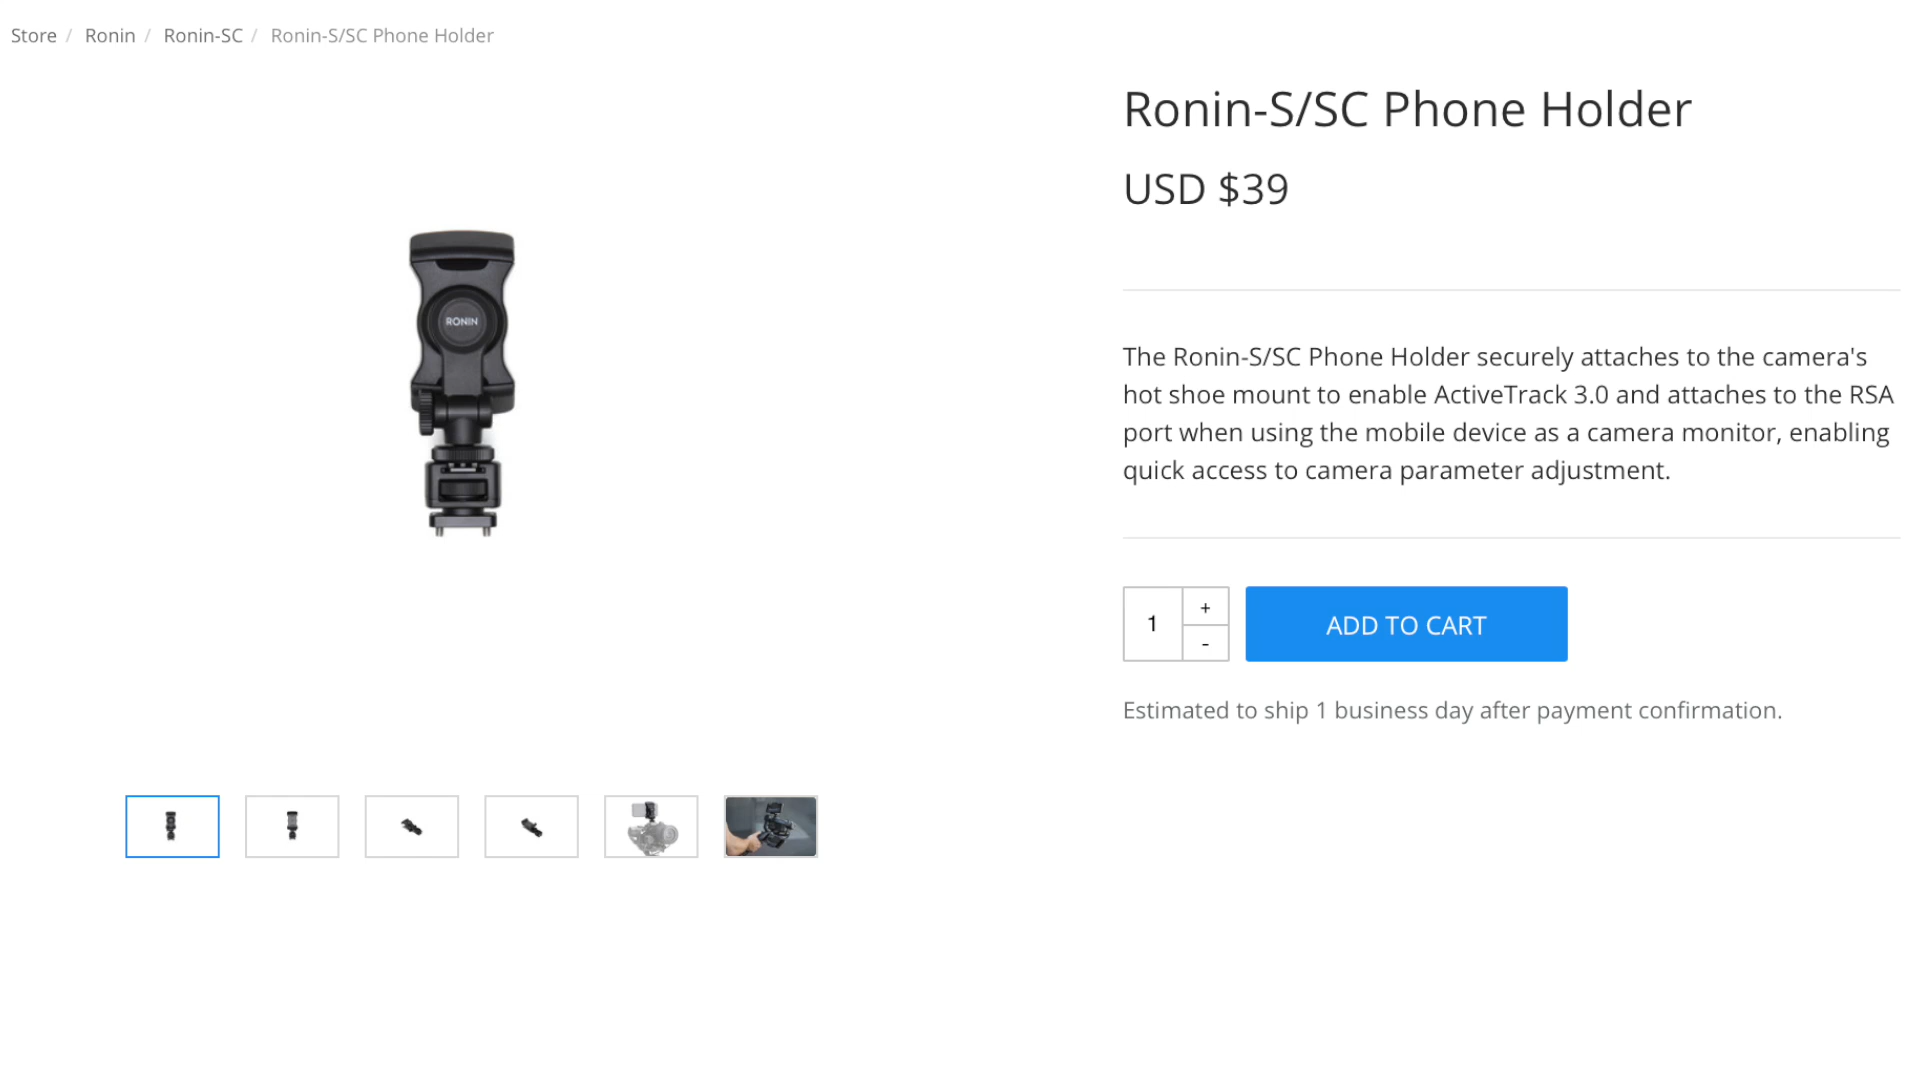 Store / Ronin / Ronin-SC / Ronin-S/SC Phone Holder
Ronin-S/SC Phone Holder
USD $39
RONIN
The Ronin-S/SC Phone Holder securely attaches to the camera's
hot shoe mount to enable ActiveTrack 3.0 and attaches to the RSA
port when using the mobile device as a camera monitor, enabling
quick access to camera parameter adjustment.
1 + -
ADD TO CART
Estimated to ship 1 business day after payment confirmation.